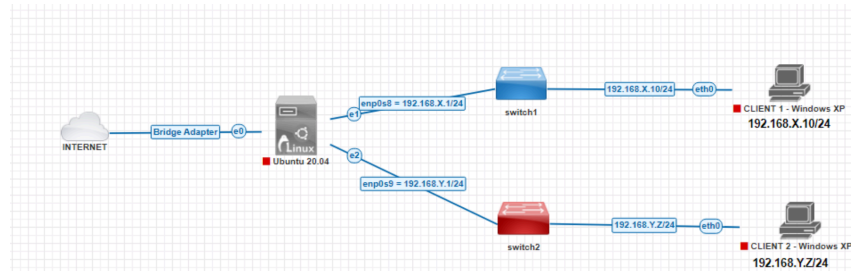 INTERNET
Bridge Adapter
e0
Linux
Ubuntu 20.04
e1
enp0s8 = 192.168.X.1/24
switch1
192.168.X.10/24
eth0
CLIENT 1 - Windows XP
192.168.X.10/24
e2
enp0s9 = 192.168.Y.1/24
switch2
192.168.Y.Z/24
eth0
CLIENT 2 - Windows XP
192.168.Y.Z/24